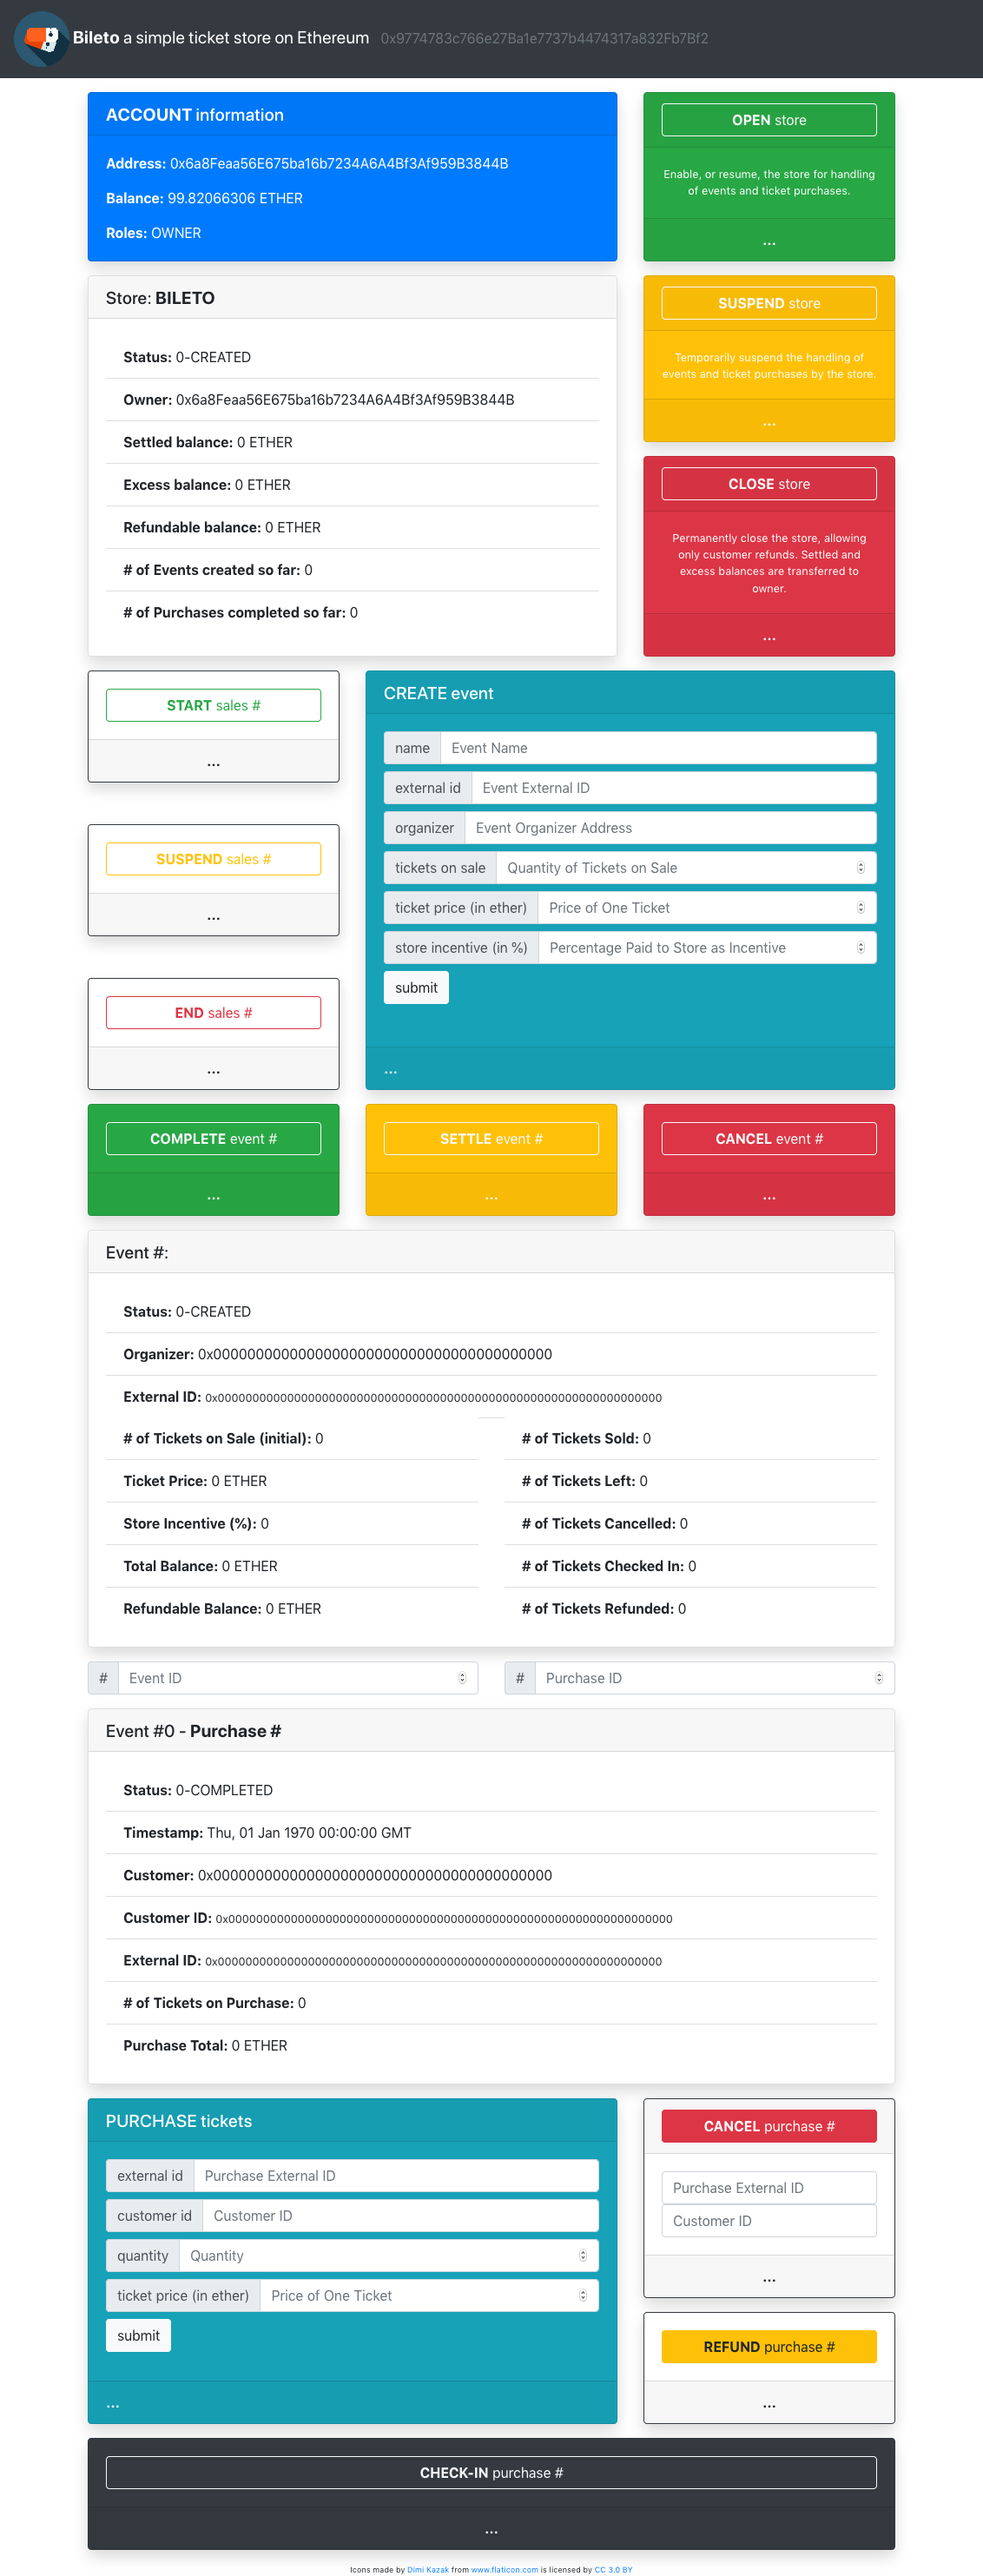 Bileto a simple ticket store on Ethereum 0x9774783c766e27Ba1e7737b4474317a832Fb7Bf2
ACCOUNT information
Address: 0x6a8Feaa56E675ba16b7234A6A4Bf3Af959B3844B
Balance: 99.82066306 ETHER
Roles: OWNER
OPEN store
Enable, or resume, the store for handling
of events and ticket purchases.
...
Store: BILETO
Status: 0-CREATED
Owner: 0x6a8Feaa56E675ba16b7234A6A4Bf3Af959B3844B
Settled balance: 0 ETHER
Excess balance: 0 ETHER
Refundable balance: 0 ETHER
# of Events created so far: 0
# of Purchases completed so far: 0
SUSPEND store
Temporarily suspend the handling of
events and ticket purchases by the store.
...
CLOSE store
Permanently close the store, allowing
only customer refunds. Settled and
excess balances are transferred to
owner.
...
START sales #
...
SUSPEND sales #
...
END sales #
...
CREATE event
name Event Name
external id Event External ID
organizer Event Organizer Address
tickets on sale Quantity of Tickets on Sale
ticket price (in ether) Price of One Ticket
store incentive (in %) Percentage Paid to Store as Incentive
submit
...
COMPLETE event #
...
SETTLE event #
...
CANCEL event #
...
Event #:
Status: 0-CREATED
Organizer: 0x0000000000000000000000000000000000000000
External ID: 0x0000000000000000000000000000000000000000000000000000000000000000
# of Tickets on Sale (initial): 0
Ticket Price: 0 ETHER
Store Incentive (%): 0
Total Balance: 0 ETHER
Refundable Balance: 0 ETHER
# of Tickets Sold: 0
# of Tickets Left: 0
# of Tickets Cancelled: 0
# of Tickets Checked In: 0
# of Tickets Refunded: 0
# Event ID
# Purchase ID
Event #0 - Purchase #
Status: 0-COMPLETED
Timestamp: Thu, 01 Jan 1970 00:00:00 GMT
Customer: 0x0000000000000000000000000000000000000000
Customer ID: 0x0000000000000000000000000000000000000000000000000000000000000000
External ID: 0x0000000000000000000000000000000000000000000000000000000000000000
# of Tickets on Purchase: 0
Purchase Total: 0 ETHER
PURCHASE tickets
external id Purchase External ID
customer id Customer ID
quantity Quantity
ticket price (in ether) Price of One Ticket
submit
...
CANCEL purchase #
Purchase External ID
Customer ID
...
REFUND purchase #
...
CHECK-IN purchase #
...
Icons made by Dimi Kazak from www.flaticon.com is licensed by CC 3.0 BY